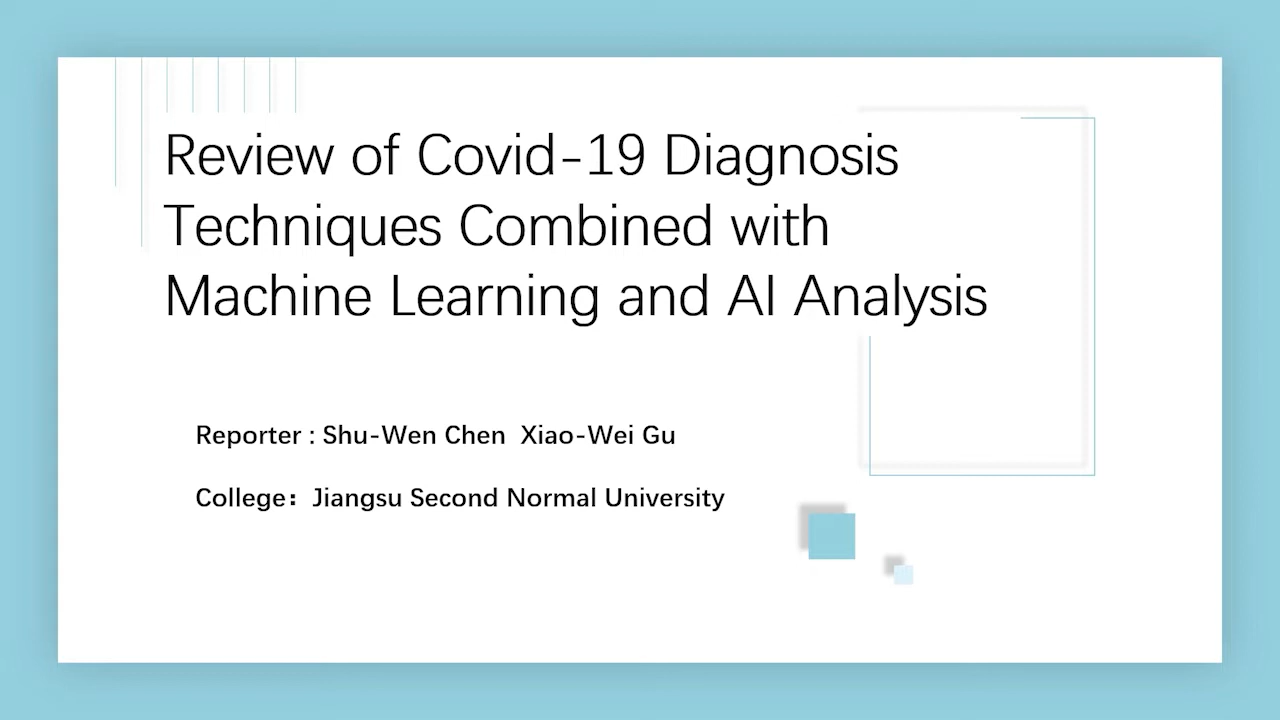 Review of Covid-19 Diagnosis
Techniques Combined with
Machine Learning and AI Analysis
Reporter : Shu-Wen Chen  Xiao-Wei Gu
College：Jiangsu Second Normal University